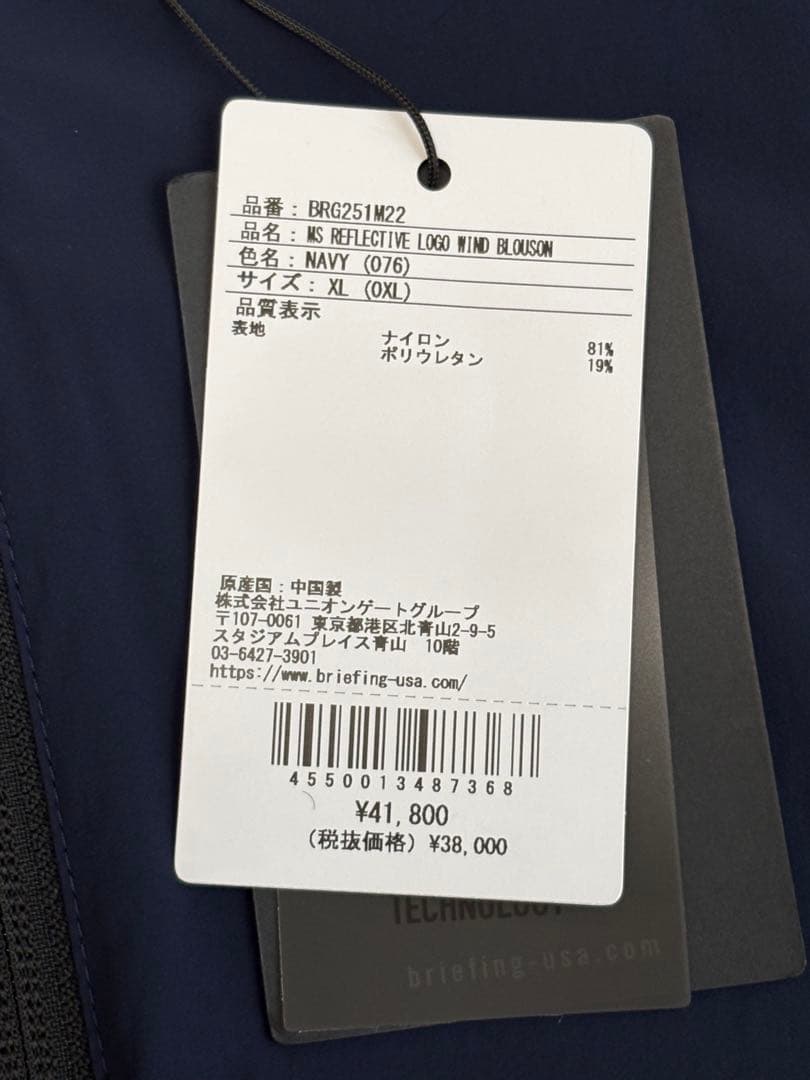 品番：BRG251M22
品名：MS REFLECTIVE LOGO WIND BLOUSON
色名：NAVY (076)
サイズ：XL (0XL)
品質表示
表地 ナイロン 81%
ポリウレタン 19%
原産国：中国製
株式会社ユニオンゲートグループ
〒107-0061 東京都港区北青山2-9-5
スタジアムプレイス青山 10階
03-6427-3901
https://www.briefing-usa.com/
4550013487368
¥41,800
(税抜価格) ¥38,000
TECHNOLOGY
briefing-usa.com